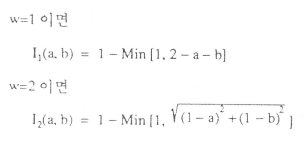 w=1 이면
I₁(a, b) = 1 − Min [1, 2 − a − b]
w=2 이면
I₂(a, b) = 1 − Min [1, √((1 − a)² + (1 − b)²) ]